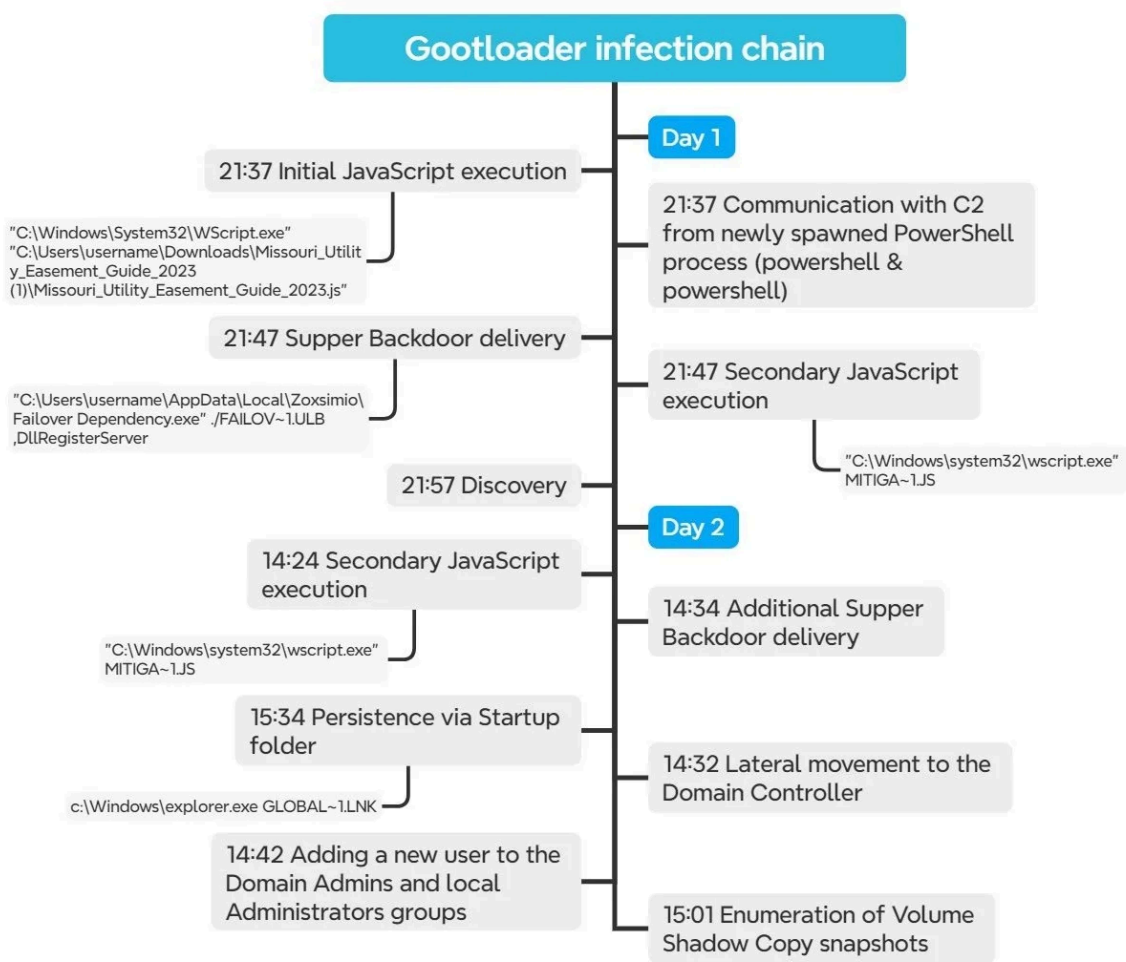 Gootloader infection chain
Day 1
21:37 Initial JavaScript execution
"C:\Windows\System32\WScript.exe"
"C:\Users\username\Downloads\Missouri_Utilit
y_Easement_Guide_2023
(1)\Missouri_Utility_Easement_Guide_2023.js"
21:37 Communication with C2
from newly spawned PowerShell
process (powershell &
powershell)
21:47 Supper Backdoor delivery
"C:\Users\username\AppData\Local\Zoxsimio\
Failover Dependency.exe" ./FAILOV~1.ULB
,DllRegisterServer
21:47 Secondary JavaScript
execution
"C:\Windows\system32\wscript.exe"
MITIGA~1.JS
21:57 Discovery
Day 2
14:24 Secondary JavaScript
execution
"C:\Windows\system32\wscript.exe"
MITIGA~1.JS
14:34 Additional Supper
Backdoor delivery
15:34 Persistence via Startup
folder
c:\Windows\explorer.exe GLOBAL~1.LNK
14:32 Lateral movement to the
Domain Controller
14:42 Adding a new user to the
Domain Admins and local
Administrators groups
15:01 Enumeration of Volume
Shadow Copy snapshots